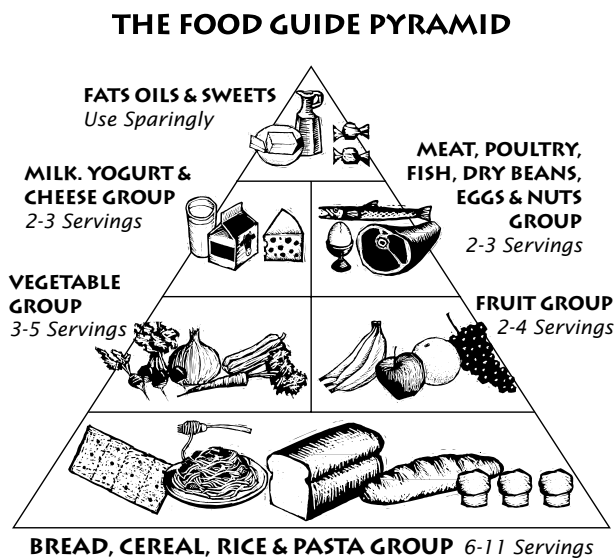 THE FOOD GUIDE PYRAMID
FATS OILS & SWEETS
Use Sparingly
MILK. YOGURT &
CHEESE GROUP
2-3 Servings
MEAT, POULTRY,
FISH, DRY BEANS,
EGGS & NUTS
GROUP
2-3 Servings
VEGETABLE
GROUP
3-5 Servings
FRUIT GROUP
2-4 Servings
BREAD, CEREAL, RICE & PASTA GROUP 6-11 Servings